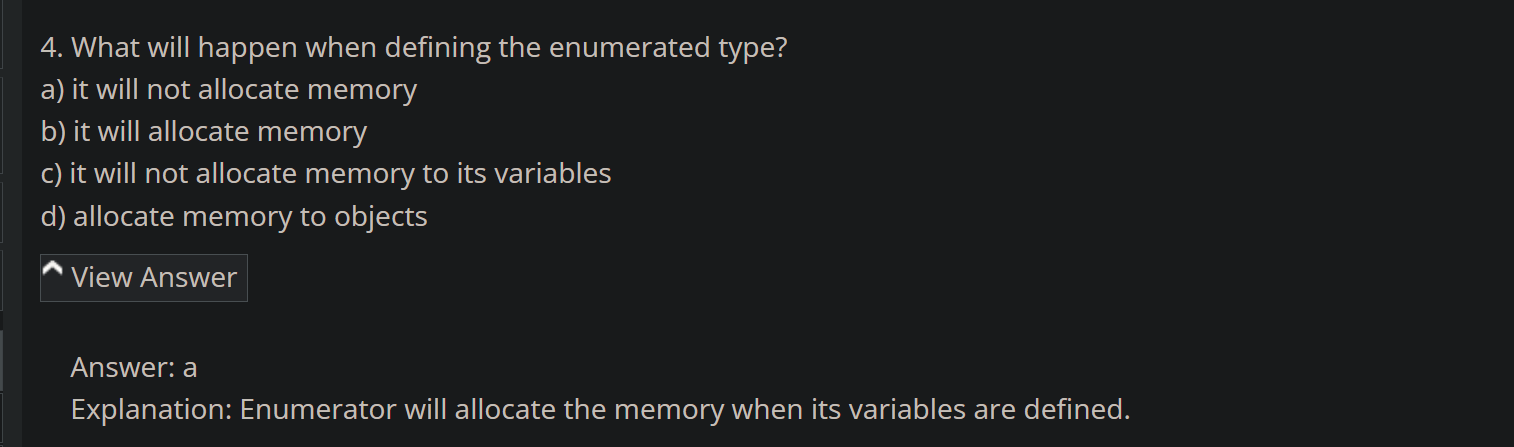 4. What will happen when defining the enumerated type?
a) it will not allocate memory
b) it will allocate memory
c) it will not allocate memory to its variables
d) allocate memory to objects
View Answer
Answer: a
Explanation: Enumerator will allocate the memory when its variables are defined.